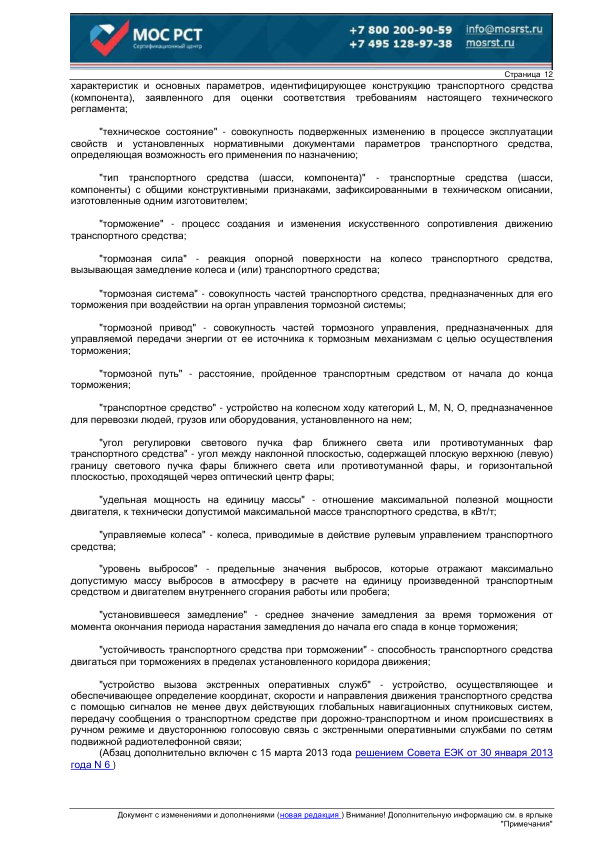 МОС РСТ
Сертификационный центр
+7 800 200-90-59 info@mosrst.ru
+7 495 128-97-38 mosrst.ru
Страница 12
характеристик и основных параметров, идентифицирующее конструкцию транспортного средства
(компонента), заявленного для оценки соответствия требованиям настоящего технического
регламента;
"техническое состояние" - совокупность подверженных изменению в процессе эксплуатации
свойств и установленных нормативными документами параметров транспортного средства,
определяющая возможность его применения по назначению;
"тип транспортного средства (шасси, компонента)" - транспортные средства (шасси,
компоненты) с общими конструктивными признаками, зафиксированными в техническом описании,
изготовленные одним изготовителем;
"торможение" - процесс создания и изменения искусственного сопротивления движению
транспортного средства;
"тормозная сила" - реакция опорной поверхности на колесо транспортного средства,
вызывающая замедление колеса и (или) транспортного средства;
"тормозная система" - совокупность частей транспортного средства, предназначенных для его
торможения при воздействии на орган управления тормозной системы;
"тормозной привод" - совокупность частей тормозного управления, предназначенных для
управляемой передачи энергии от ее источника к тормозным механизмам с целью осуществления
торможения;
"тормозной путь" - расстояние, пройденное транспортным средством от начала до конца
торможения;
"транспортное средство" - устройство на колесном ходу категорий L, M, N, O, предназначенное
для перевозки людей, грузов или оборудования, установленного на нем;
"угол регулировки светового пучка фар ближнего света или противотуманных фар
транспортного средства" - угол между наклонной плоскостью, содержащей плоскую верхнюю (левую)
границу светового пучка фары ближнего света или противотуманной фары, и горизонтальной
плоскостью, проходящей через оптический центр фары;
"удельная мощность на единицу массы" - отношение максимальной полезной мощности
двигателя, к технически допустимой максимальной массе транспортного средства, в кВт/т;
"управляемые колеса" - колеса, приводимые в действие рулевым управлением транспортного
средства;
"уровень выбросов" - предельные значения выбросов, которые отражают максимально
допустимую массу выбросов в атмосферу в расчете на единицу произведенной транспортным
средством и двигателем внутреннего сгорания работы или пробега;
"установившееся замедление" - среднее значение замедления за время торможения от
момента окончания периода нарастания замедления до начала его спада в конце торможения;
"устойчивость транспортного средства при торможении" - способность транспортного средства
двигаться при торможениях в пределах установленного коридора движения;
"устройство вызова экстренных оперативных служб" - устройство, осуществляющее и
обеспечивающее определение координат, скорости и направления движения транспортного средства
с помощью сигналов не менее двух действующих глобальных навигационных спутниковых систем,
передачу сообщения о транспортном средстве при дорожно-транспортном и ином происшествиях в
ручном режиме и двустороннюю голосовую связь с экстренными оперативными службами по сетям
подвижной радиотелефонной связи;
(Абзац дополнительно включен с 15 марта 2013 года решением Совета ЕЭК от 30 января 2013
года N 6 )
Документ с изменениями и дополнениями (новая редакция ) Внимание! Дополнительную информацию см. в ярлыке
"Примечания"